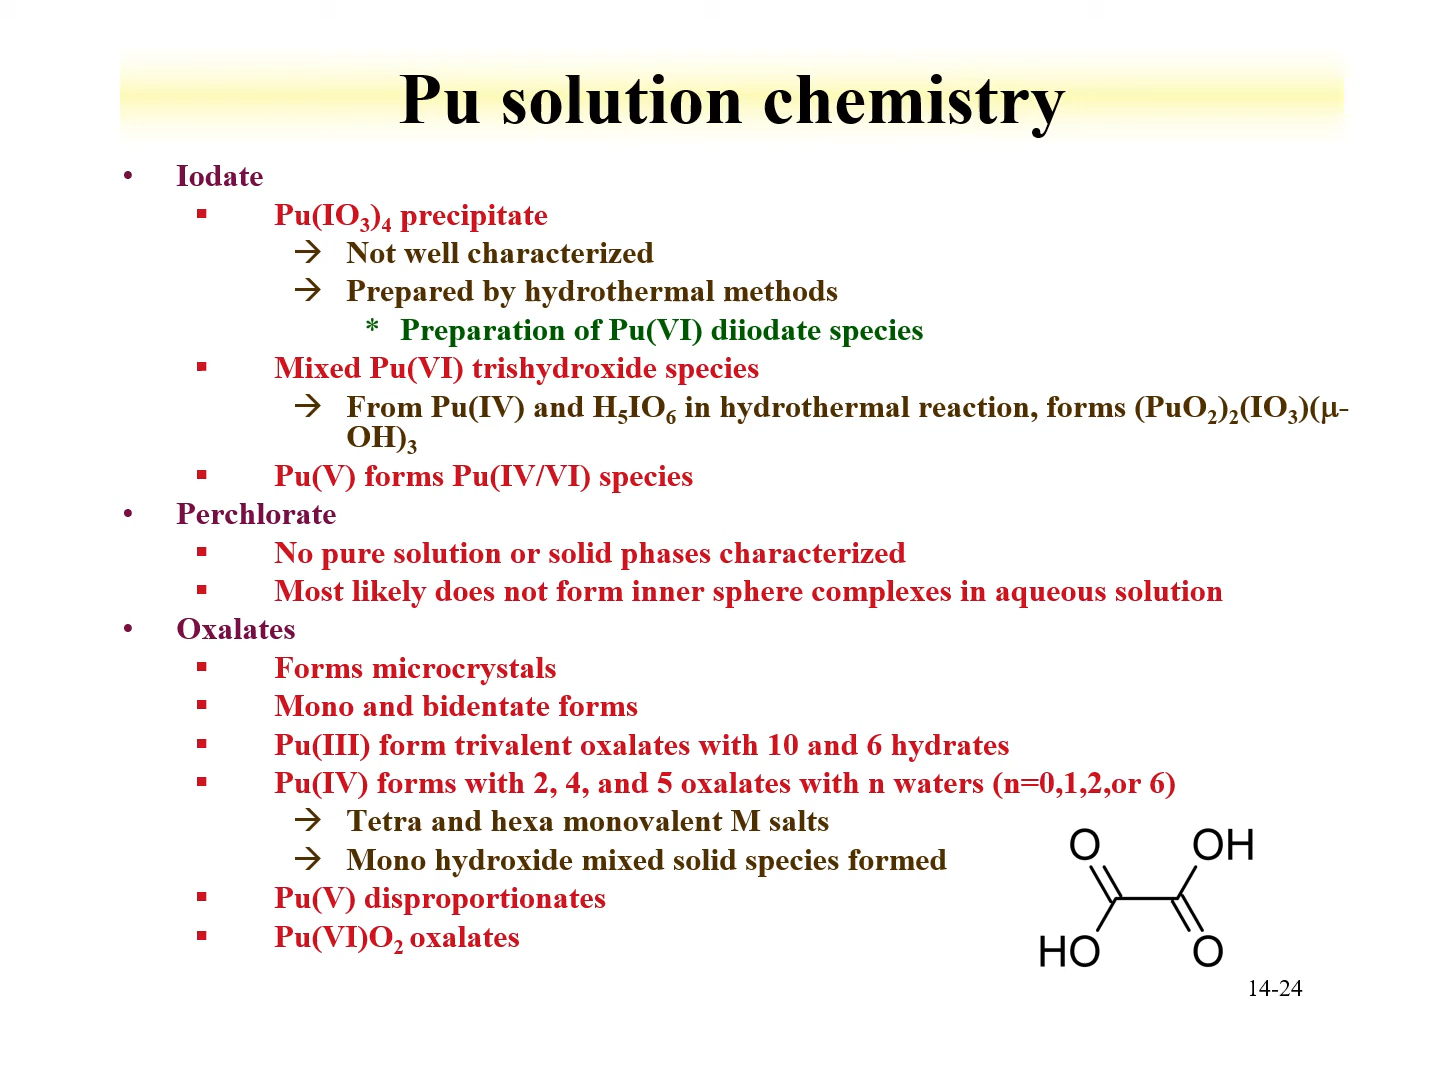 Pu solution chemistry
• Iodate
▪ Pu(IO3)4 precipitate
→ Not well characterized
→ Prepared by hydrothermal methods
* Preparation of Pu(VI) diiodate species
▪ Mixed Pu(VI) trishydroxide species
→ From Pu(IV) and H5IO6 in hydrothermal reaction, forms (PuO2)2(IO3)(μ-
OH)3
▪ Pu(V) forms Pu(IV/VI) species
• Perchlorate
▪ No pure solution or solid phases characterized
▪ Most likely does not form inner sphere complexes in aqueous solution
• Oxalates
▪ Forms microcrystals
▪ Mono and bidentate forms
▪ Pu(III) form trivalent oxalates with 10 and 6 hydrates
▪ Pu(IV) forms with 2, 4, and 5 oxalates with n waters (n=0,1,2,or 6)
→ Tetra and hexa monovalent M salts
→ Mono hydroxide mixed solid species formed
▪ Pu(V) disproportionates
▪ Pu(VI)O2 oxalates
O OH
HO O
14-24